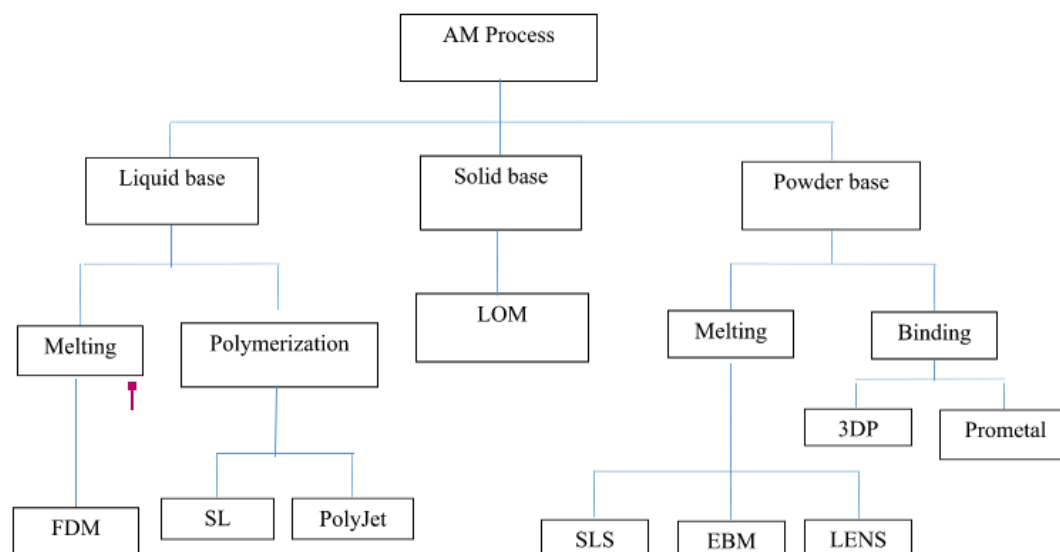 AM Process
Liquid base
Solid base
Powder base
Melting
Polymerization
LOM
Melting
Binding
3DP
Prometal
FDM
SL
PolyJet
SLS
EBM
LENS